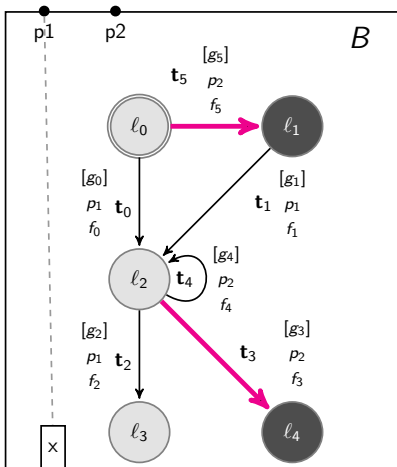 p1 p2 B
[g5]
t5 p2
f5
ℓ0 ℓ1
[g0]
p1 t0
f0
[g1]
t1 p1
f1
ℓ2
[g4]
t4 p2
f4
[g2]
p1 t2
f2
[g3]
t3 p2
f3
x ℓ3 ℓ4